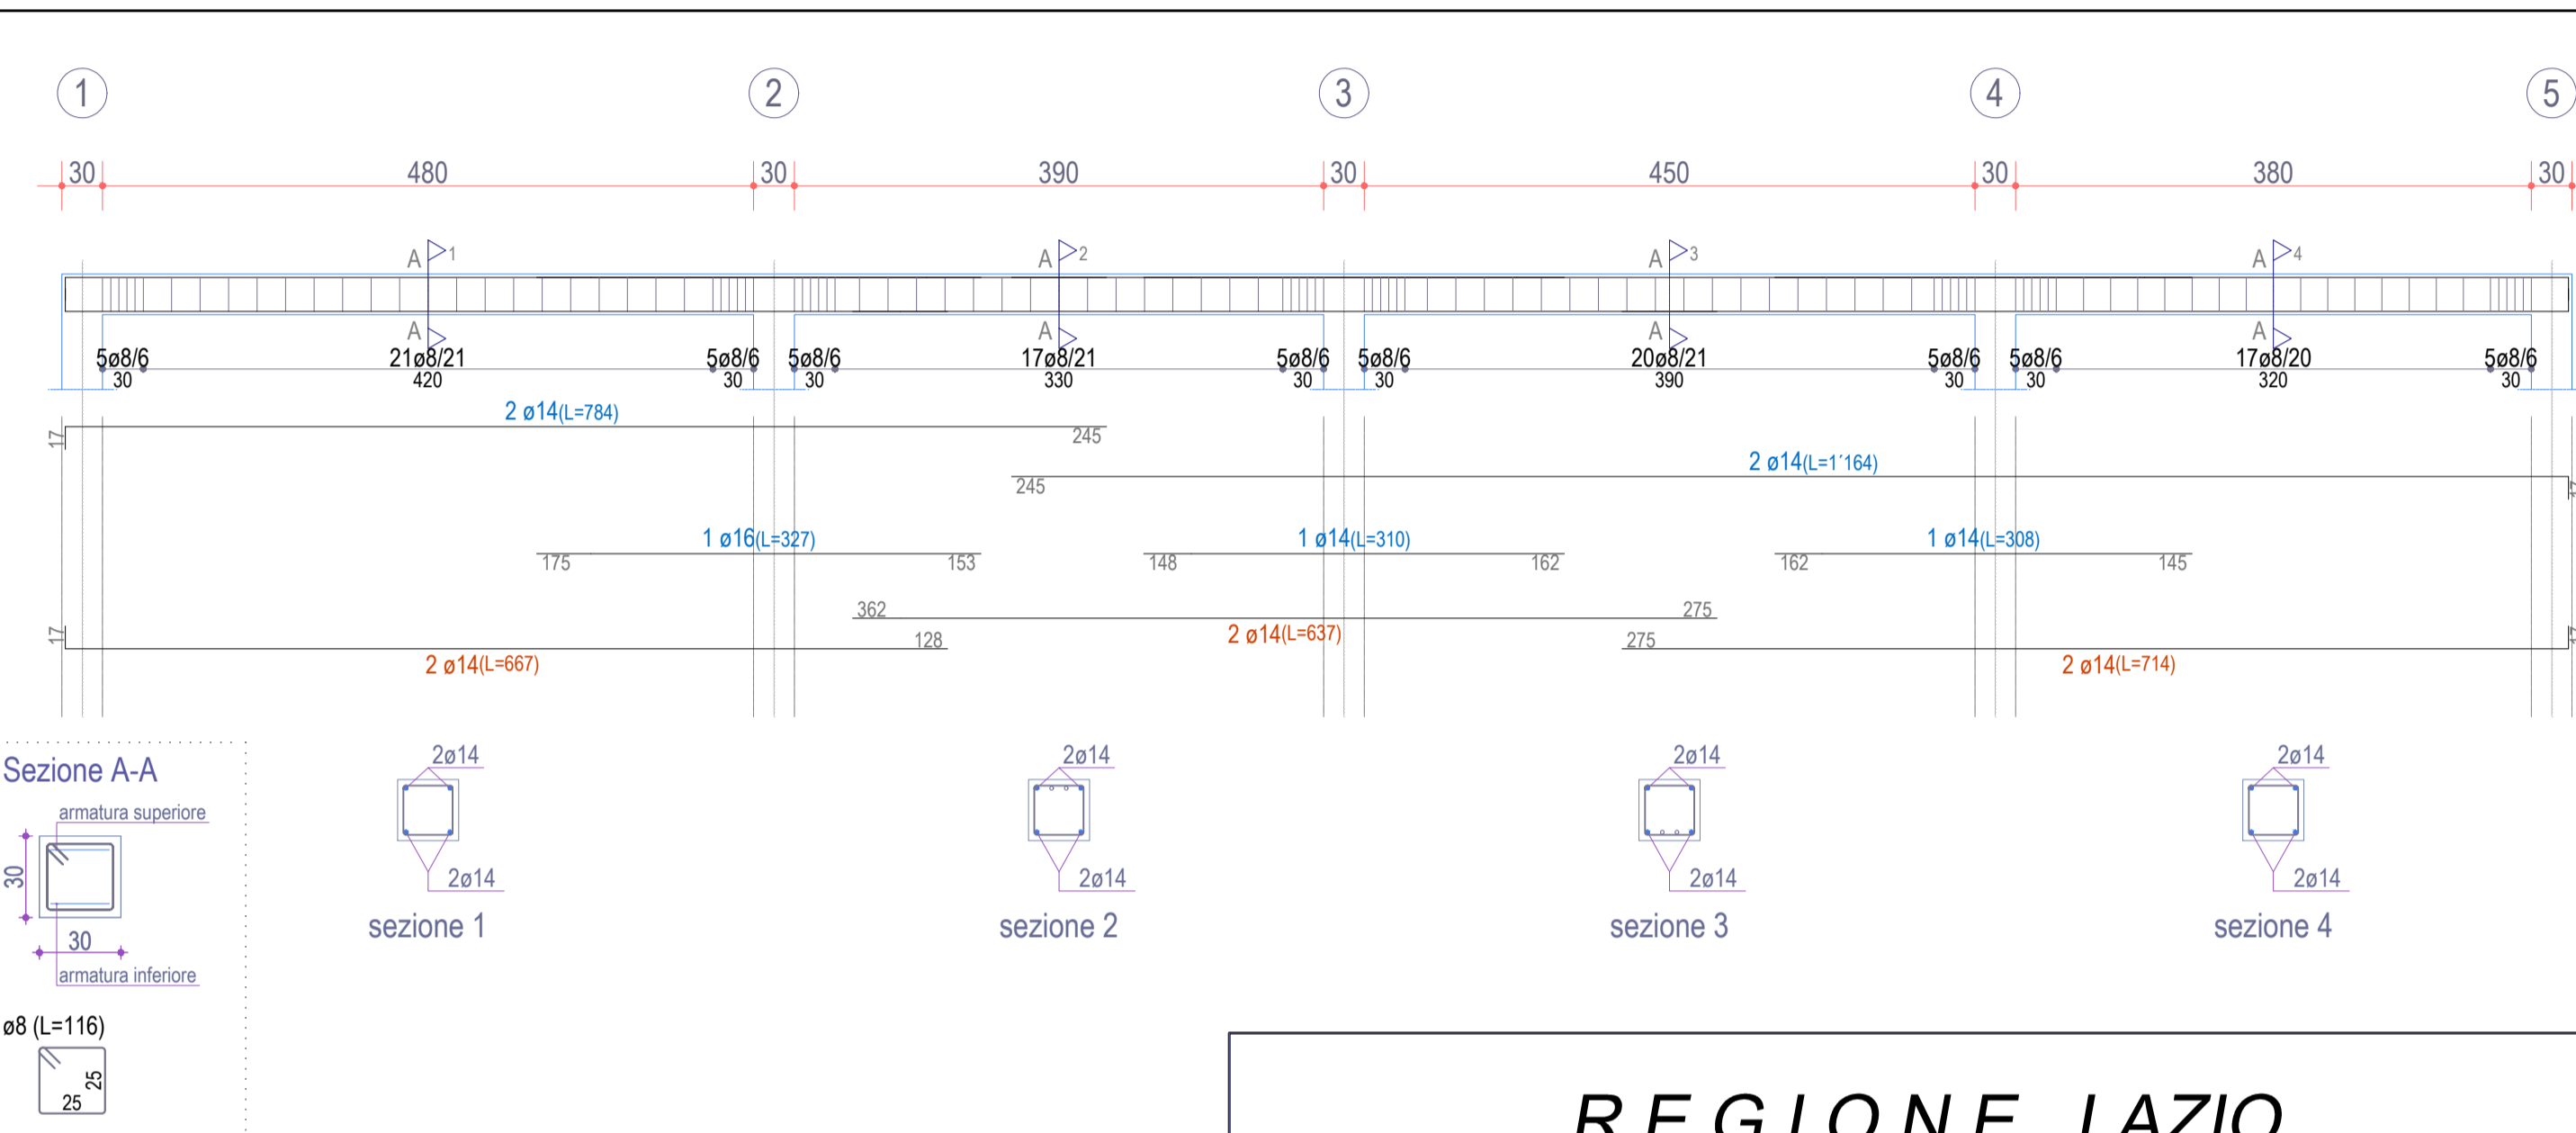 1 2 3 4 5
30 480 30 390 30 450 30 380 30
A 1 A 2 A 3 A 4
A A A A
5ø8/6 21ø8/21 5ø8/6 5ø8/6 17ø8/21 5ø8/6 5ø8/6 20ø8/21 5ø8/6 5ø8/6 17ø8/20 5ø8/6
30 420 30 30 330 30 30 390 30 30 320 30
2 ø14(L=784)
17 245
2 ø14(L=1´164)
245 17
1 ø16(L=327) 1 ø14(L=310) 1 ø14(L=308)
175 153 148 162 162 145
362 275
2 ø14(L=637)
17 128 275 17
2 ø14(L=667) 2 ø14(L=714)
Sezione A-A
armatura superiore
30
30
armatura inferiore
2ø14 2ø14 2ø14 2ø14
2ø14 2ø14 2ø14 2ø14
sezione 1 sezione 2 sezione 3 sezione 4
ø8 (L=116)
25
25
REGIONE LAZIO